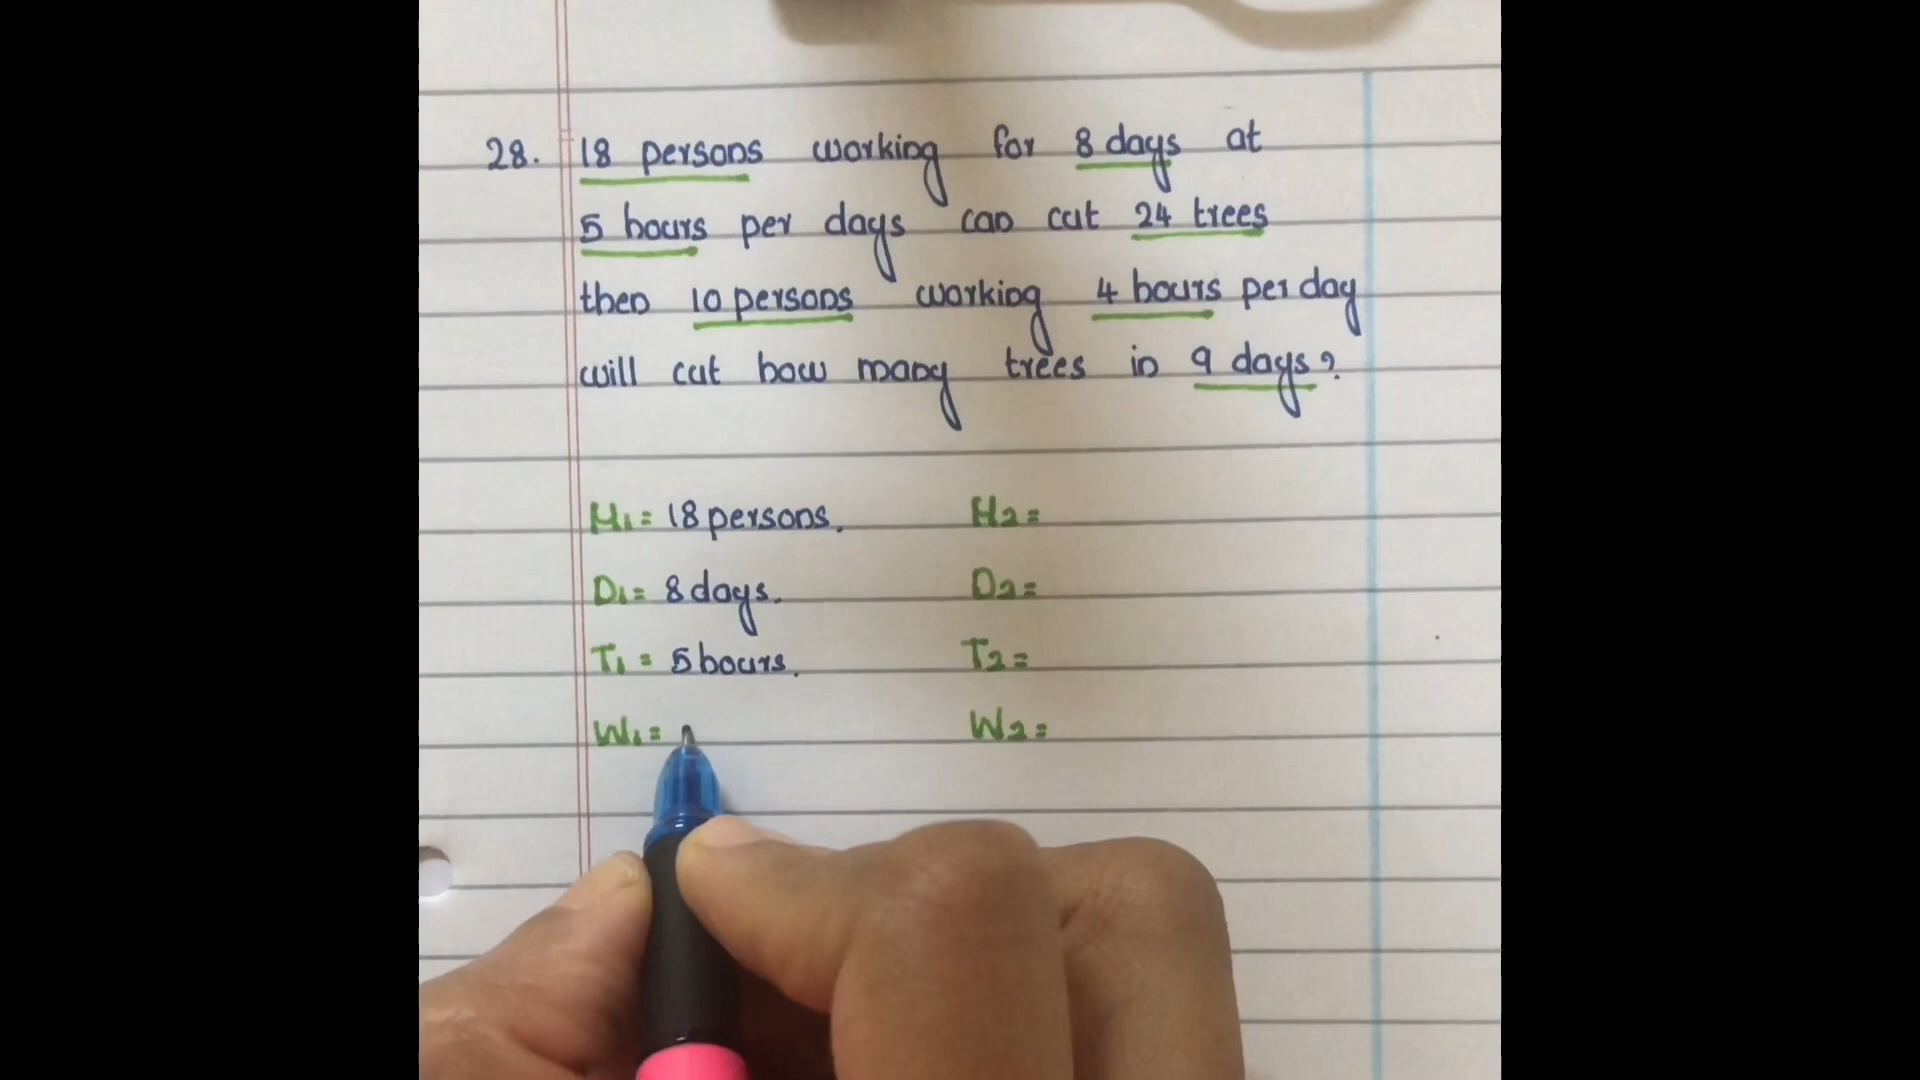 28. 18 persons working for 8 days at
5 hours per days can cut 24 trees
then 10 persons working 4 hours per day
will cut how many trees in 9 days?
M1= 18 persons. M2=
D1= 8 days. D2=
T1 = 5 hours. T2=
W1= W2=